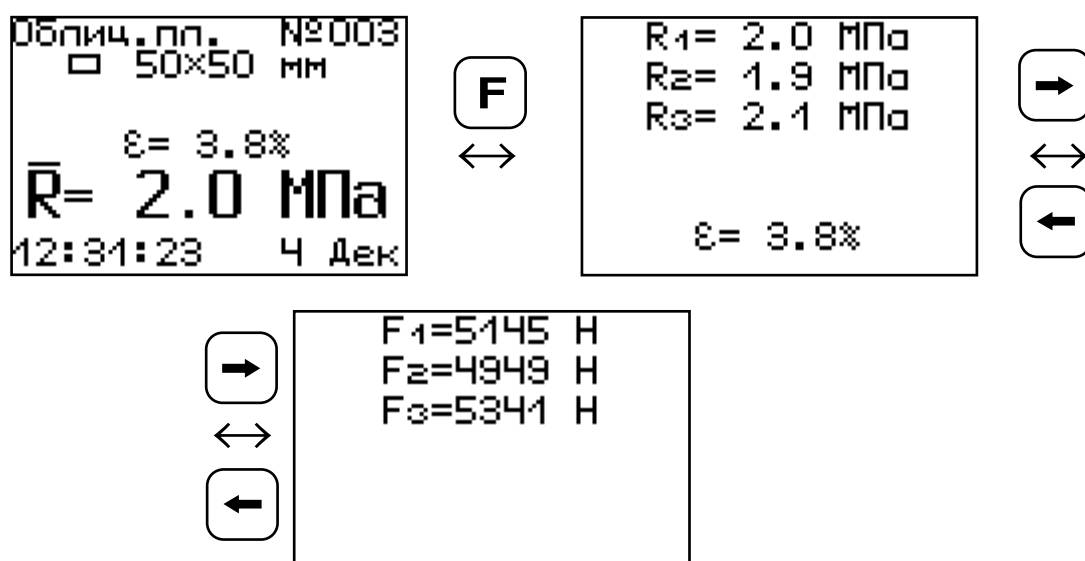 Облиц.пл. №003
50×50 мм
ε= 3.8%
R̅= 2.0 МПа
12:31:23 4 Дек
F
R1= 2.0 МПа
R2= 1.9 МПа
R3= 2.1 МПа
ε= 3.8%
F1=5145 Н
F2=4949 Н
F3=5341 Н